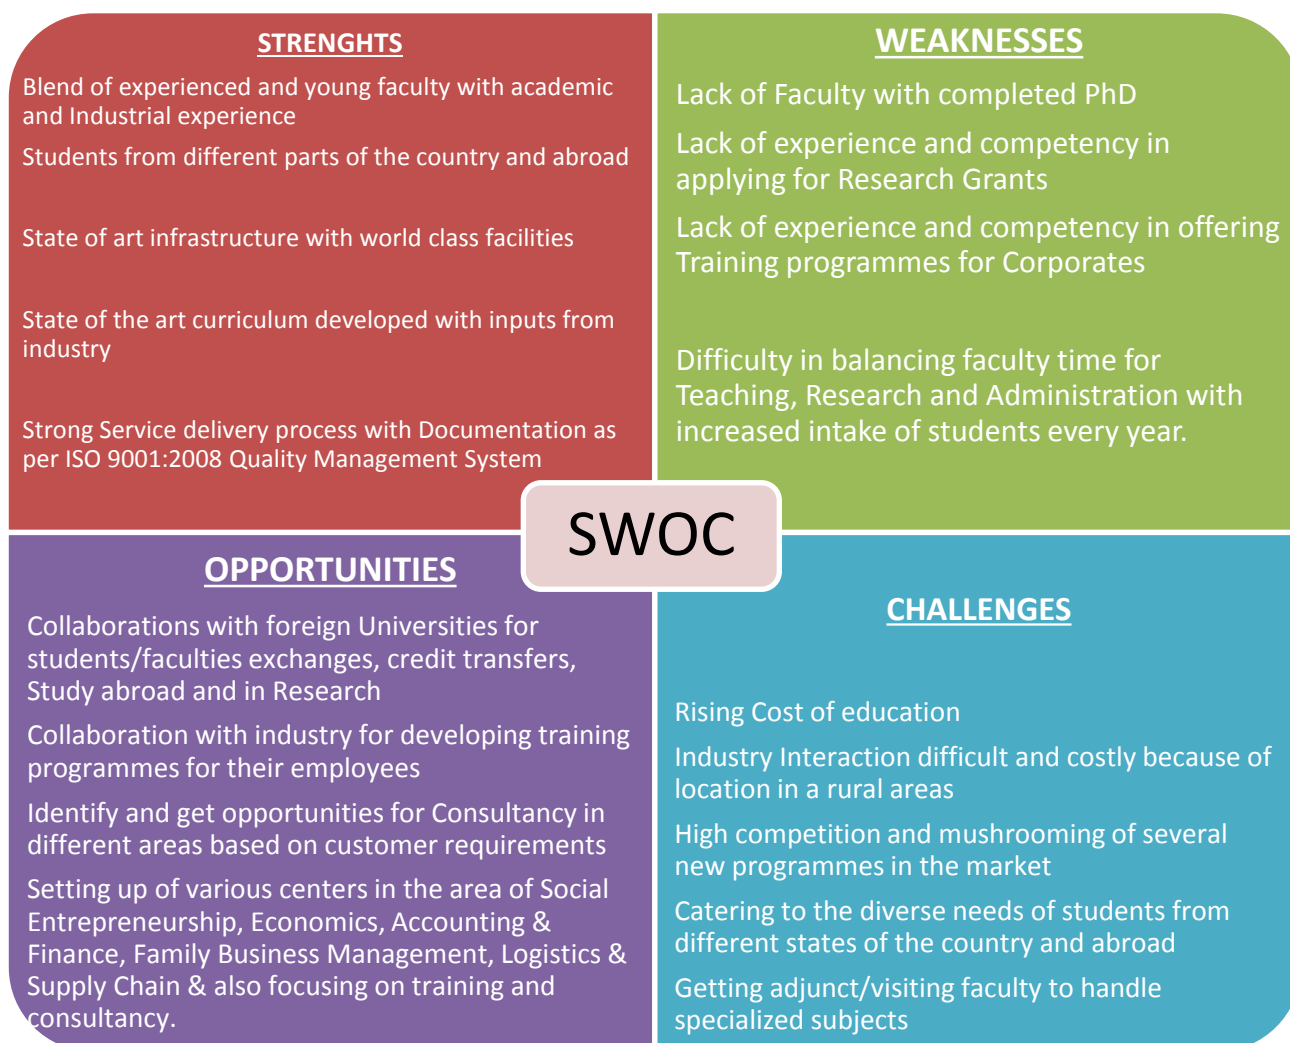 STRENGHTS
Blend of experienced and young faculty with academic
and Industrial experience
Students from different parts of the country and abroad
State of art infrastructure with world class facilities
State of the art curriculum developed with inputs from
industry
Strong Service delivery process with Documentation as
per ISO 9001:2008 Quality Management System
WEAKNESSES
Lack of Faculty with completed PhD
Lack of experience and competency in
applying for Research Grants
Lack of experience and competency in offering
Training programmes for Corporates
Difficulty in balancing faculty time for
Teaching, Research and Administration with
increased intake of students every year.
SWOC
OPPORTUNITIES
Collaborations with foreign Universities for
students/faculties exchanges, credit transfers,
Study abroad and in Research
Collaboration with industry for developing training
programmes for their employees
Identify and get opportunities for Consultancy in
different areas based on customer requirements
Setting up of various centers in the area of Social
Entrepreneurship, Economics, Accounting &
Finance, Family Business Management, Logistics &
Supply Chain & also focusing on training and
consultancy.
CHALLENGES
Rising Cost of education
Industry Interaction difficult and costly because of
location in a rural areas
High competition and mushrooming of several
new programmes in the market
Catering to the diverse needs of students from
different states of the country and abroad
Getting adjunct/visiting faculty to handle
specialized subjects